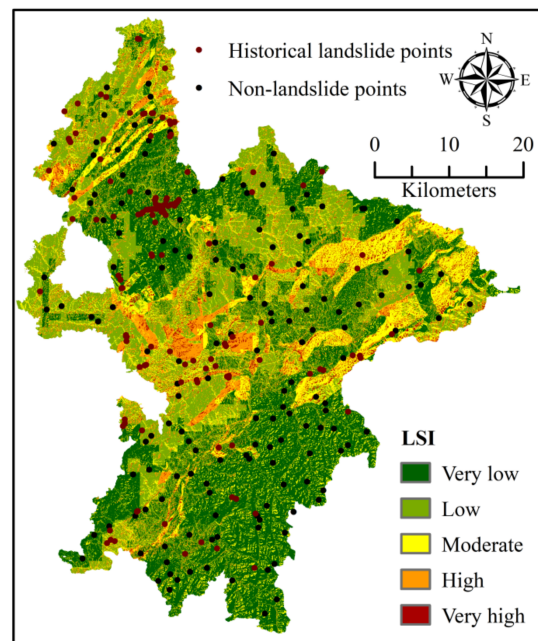 Historical landslide points
Non-landslide points
N
W E
S
0 10 20
Kilometers
LSI
Very low
Low
Moderate
High
Very high